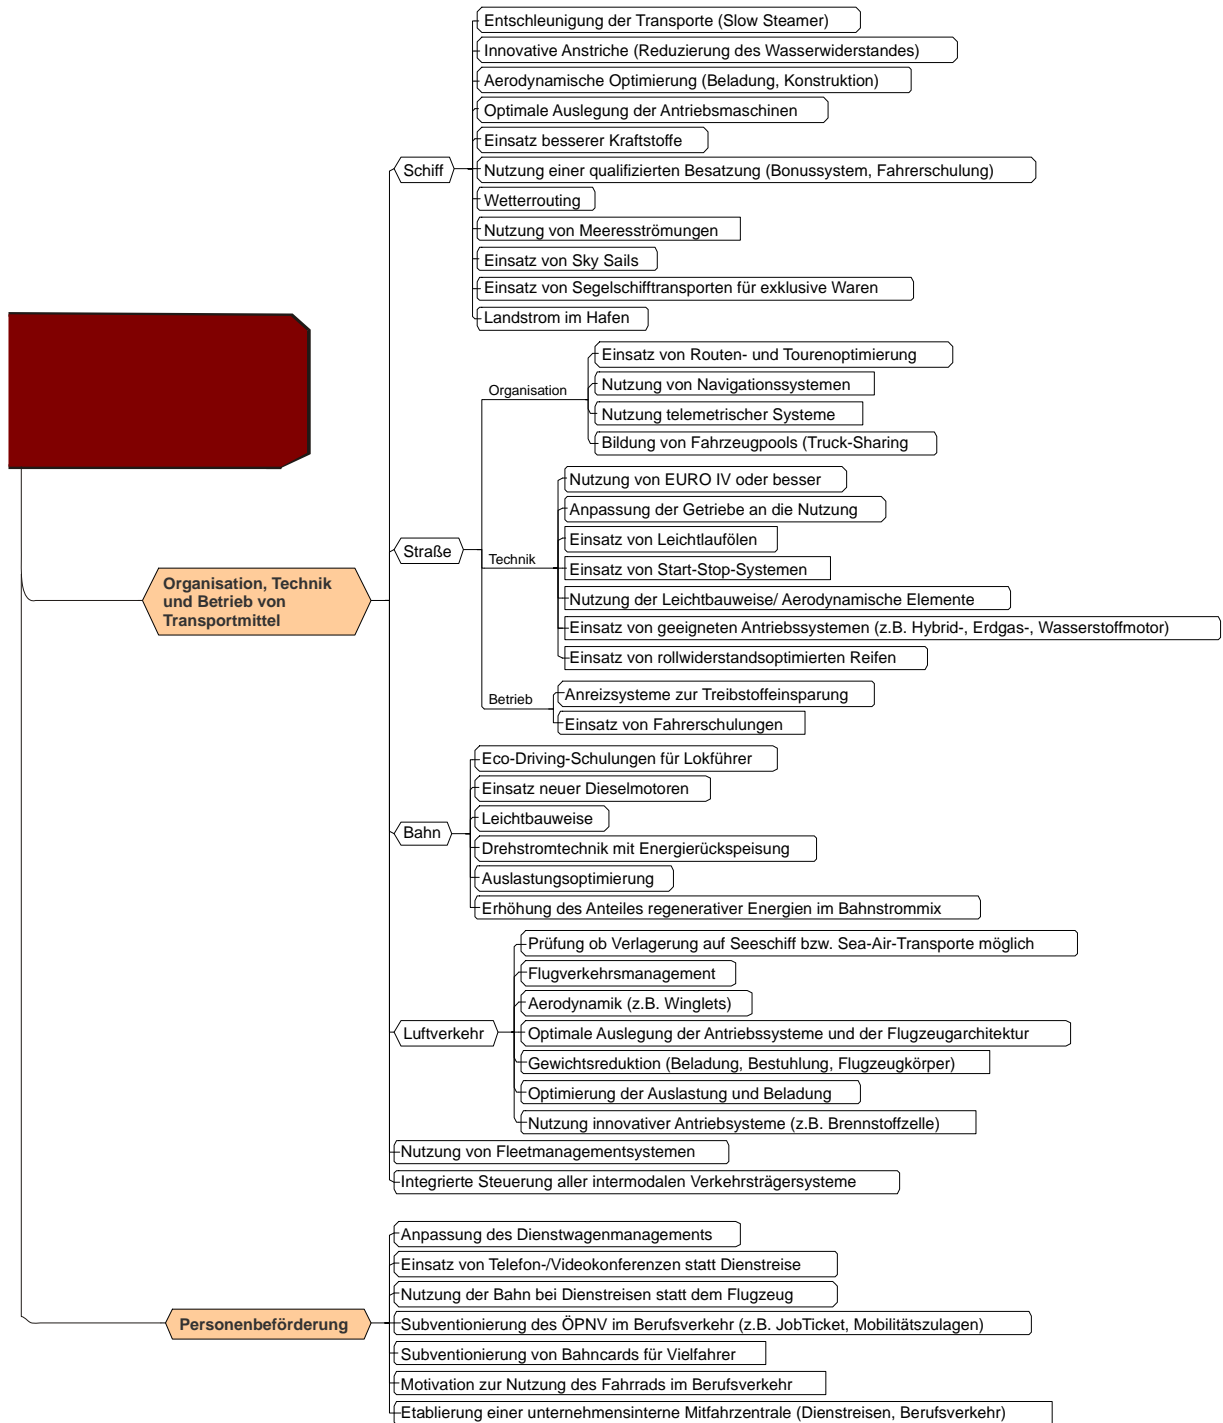 Entschleunigung der Transporte (Slow Steamer)
Innovative Anstriche (Reduzierung des Wasserwiderstandes)
Aerodynamische Optimierung (Beladung, Konstruktion)
Optimale Auslegung der Antriebsmaschinen
Einsatz besserer Kraftstoffe
Schiff
Nutzung einer qualifizierten Besatzung (Bonussystem, Fahrerschulung)
Wetterrouting
Nutzung von Meeresströmungen
Einsatz von Sky Sails
Einsatz von Segelschifftransporten für exklusive Waren
Landstrom im Hafen
Einsatz von Routen- und Tourenoptimierung
Organisation
Nutzung von Navigationssystemen
Nutzung telemetrischer Systeme
Bildung von Fahrzeugpools (Truck-Sharing
Nutzung von EURO IV oder besser
Anpassung der Getriebe an die Nutzung
Einsatz von Leichtlaufölen
Straße
Technik
Einsatz von Start-Stop-Systemen
Organisation, Technik
und Betrieb von
Transportmittel
Nutzung der Leichtbauweise/ Aerodynamische Elemente
Einsatz von geeigneten Antriebssystemen (z.B. Hybrid-, Erdgas-, Wasserstoffmotor)
Einsatz von rollwiderstandsoptimierten Reifen
Betrieb
Anreizsysteme zur Treibstoffeinsparung
Einsatz von Fahrerschulungen
Eco-Driving-Schulungen für Lokführer
Einsatz neuer Dieselmotoren
Leichtbauweise
Bahn
Drehstromtechnik mit Energierückspeisung
Auslastungsoptimierung
Erhöhung des Anteiles regenerativer Energien im Bahnstrommix
Prüfung ob Verlagerung auf Seeschiff bzw. Sea-Air-Transporte möglich
Flugverkehrsmanagement
Aerodynamik (z.B. Winglets)
Luftverkehr
Optimale Auslegung der Antriebssysteme und der Flugzeugarchitektur
Gewichtsreduktion (Beladung, Bestuhlung, Flugzeugkörper)
Optimierung der Auslastung und Beladung
Nutzung innovativer Antriebsysteme (z.B. Brennstoffzelle)
Nutzung von Fleetmanagementsystemen
Integrierte Steuerung aller intermodalen Verkehrsträgersysteme
Anpassung des Dienstwagenmanagements
Einsatz von Telefon-/Videokonferenzen statt Dienstreise
Nutzung der Bahn bei Dienstreisen statt dem Flugzeug
Personenbeförderung
Subventionierung des ÖPNV im Berufsverkehr (z.B. JobTicket, Mobilitätszulagen)
Subventionierung von Bahncards für Vielfahrer
Motivation zur Nutzung des Fahrrads im Berufsverkehr
Etablierung einer unternehmensinterne Mitfahrzentrale (Dienstreisen, Berufsverkehr)